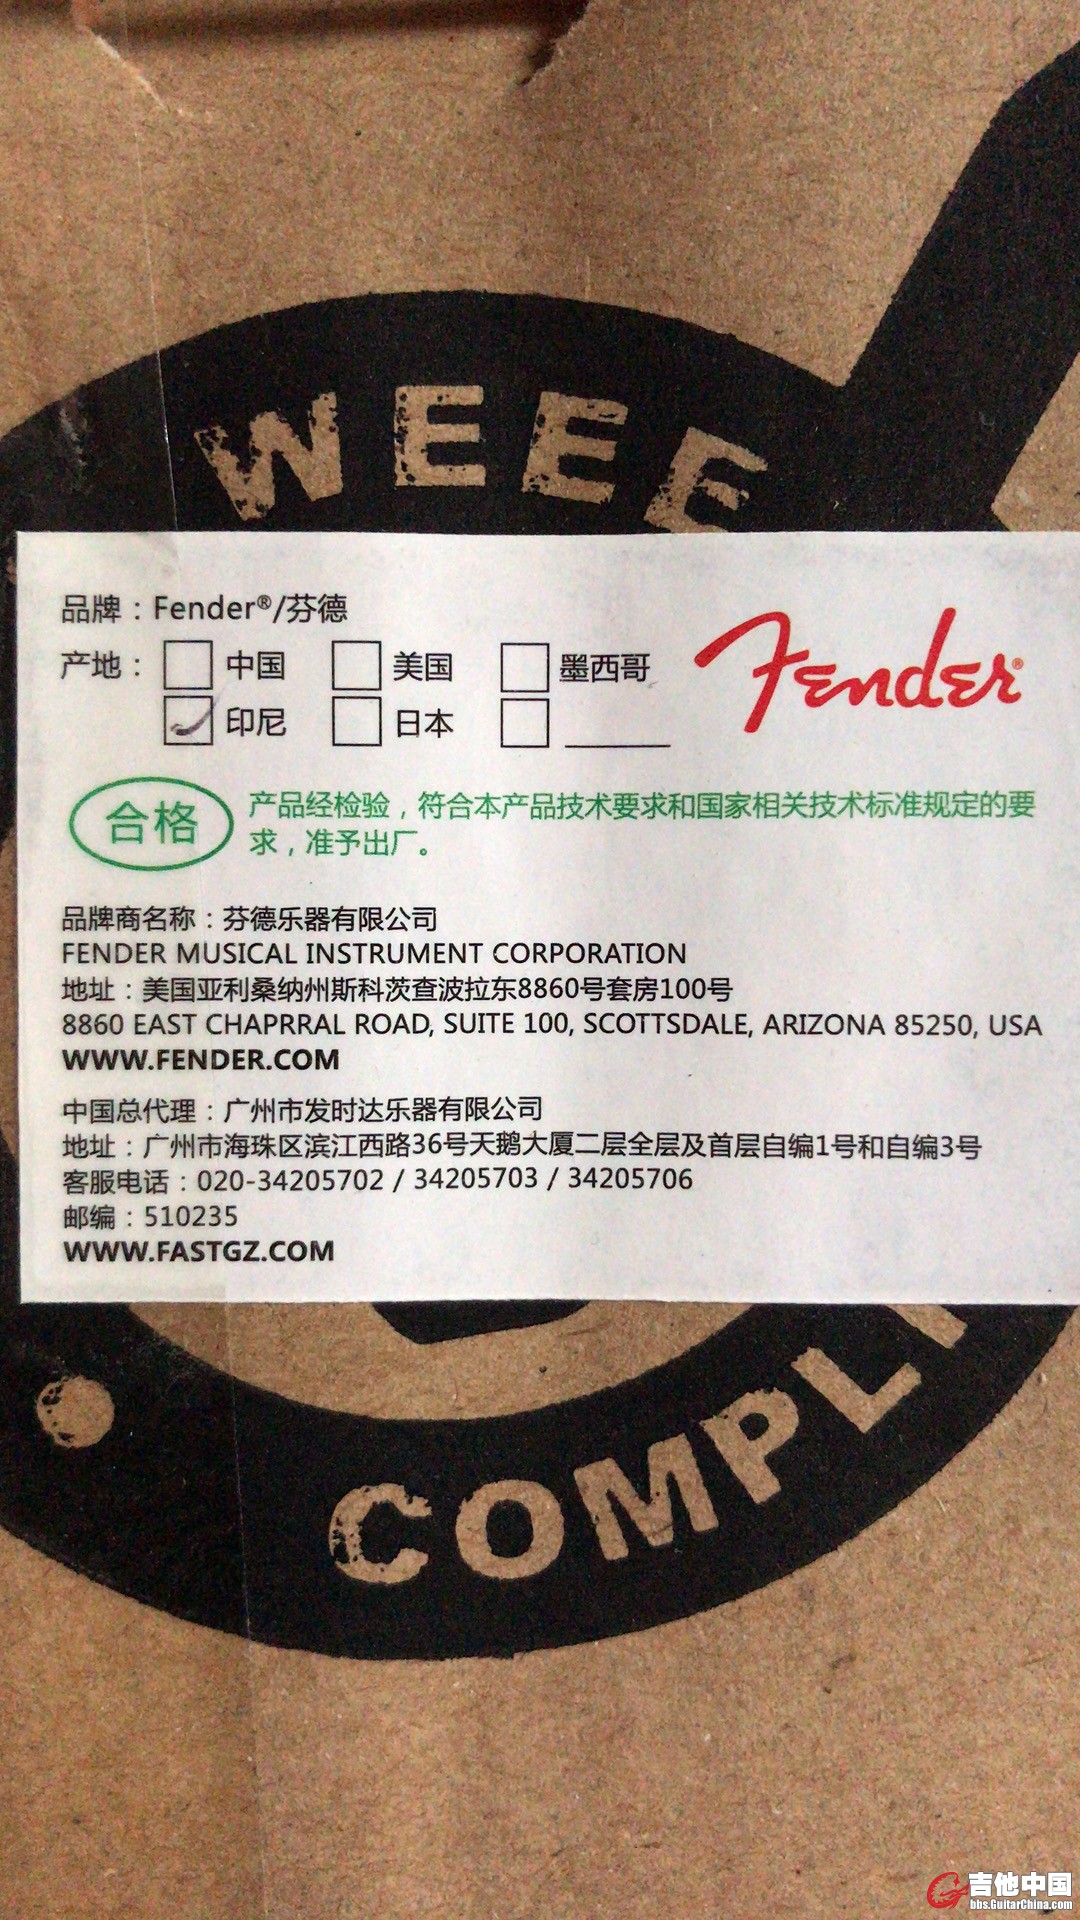 WEEE
品牌：Fender®/芬德
产地：□ 中国 □ 美国 □ 墨西哥
☑ 印尼 □ 日本 □ ______
Fender®
合格
产品经检验，符合本产品技术要求和国家相关技术标准规定的要
求，准予出厂。
品牌商名称：芬德乐器有限公司
FENDER MUSICAL INSTRUMENT CORPORATION
地址：美国亚利桑纳州斯科茨查波拉东8860号套房100号
8860 EAST CHAPRRAL ROAD, SUITE 100, SCOTTSDALE, ARIZONA 85250, USA
WWW.FENDER.COM
中国总代理：广州市发时达乐器有限公司
地址：广州市海珠区滨江西路36号天鹅大厦二层全层及首层自编1号和自编3号
客服电话：020-34205702 / 34205703 / 34205706
邮编：510235
WWW.FASTGZ.COM
COMPLI
吉他中国
bbs.GuitarChina.com